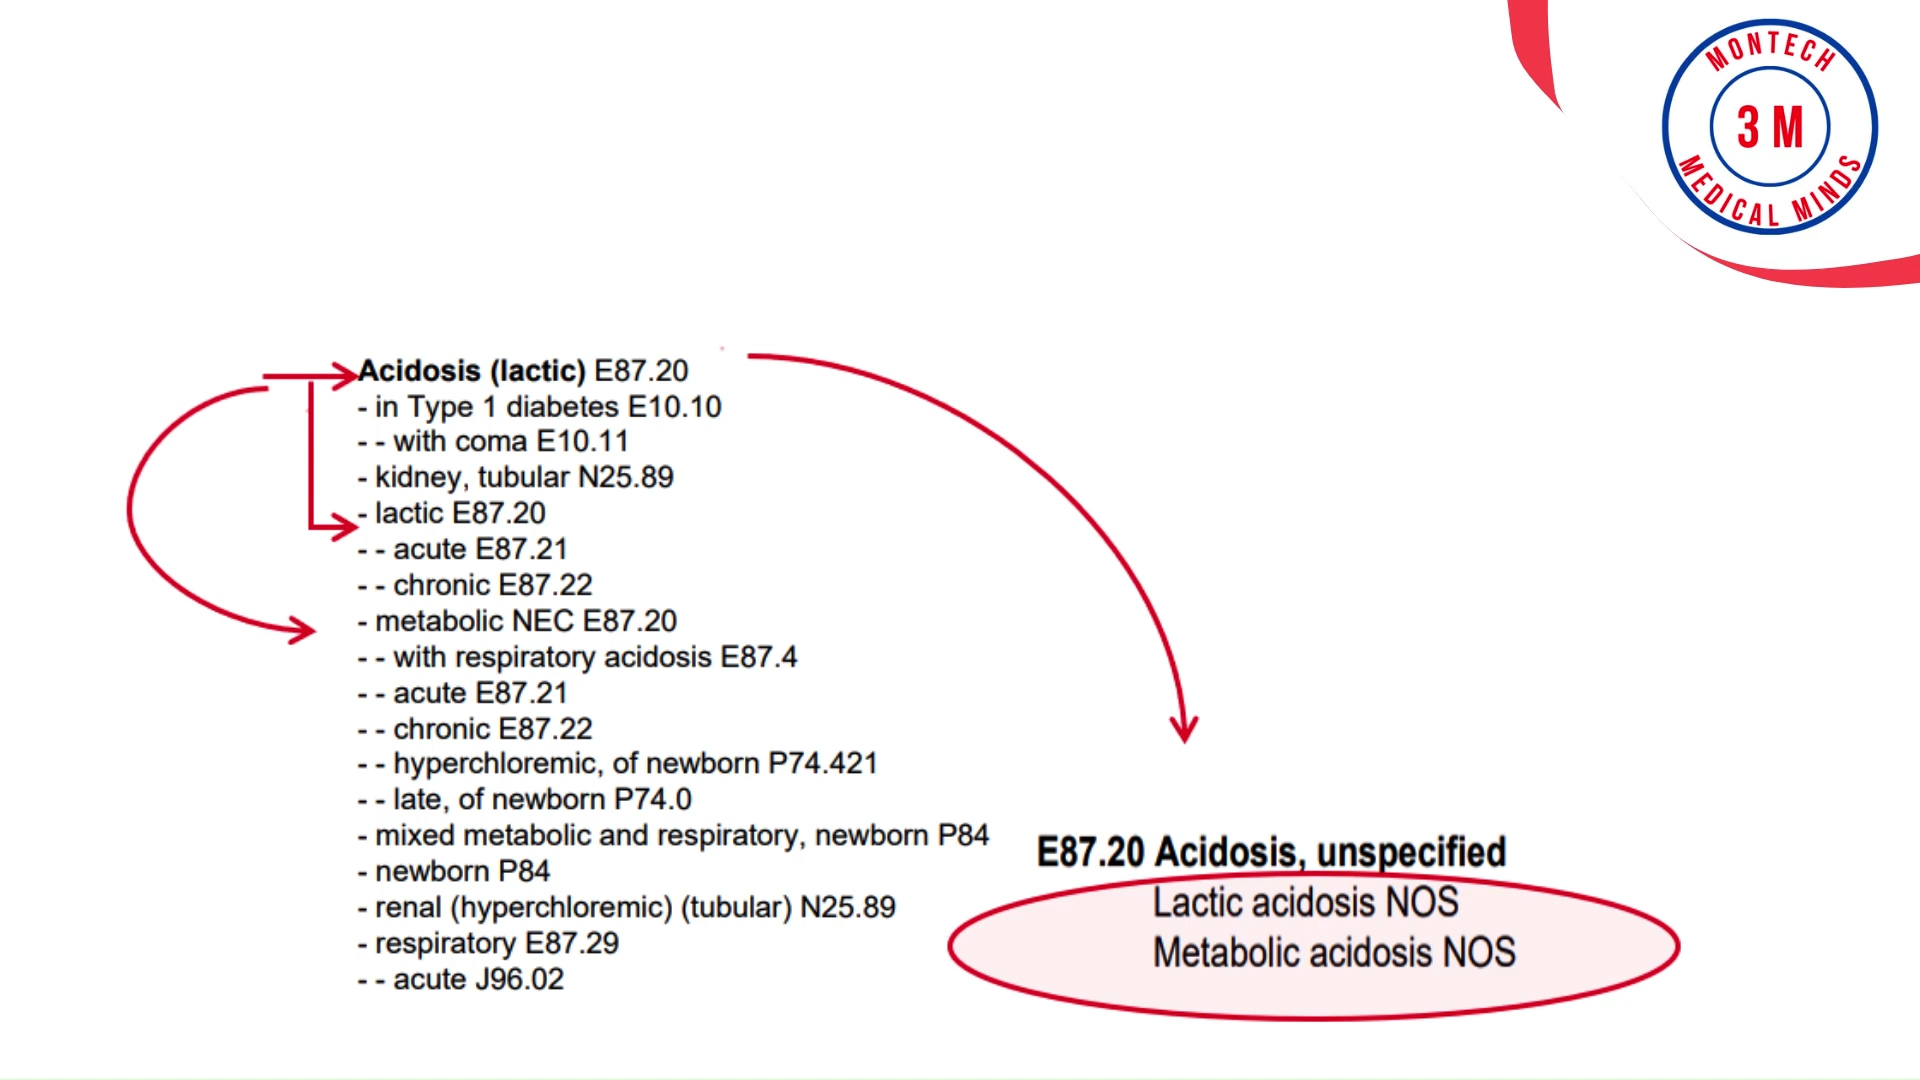 MONTECH
3 M
MEDICAL MINDS
Acidosis (lactic) E87.20
- in Type 1 diabetes E10.10
- - with coma E10.11
- kidney, tubular N25.89
- lactic E87.20
- - acute E87.21
- - chronic E87.22
- metabolic NEC E87.20
- - with respiratory acidosis E87.4
- - acute E87.21
- - chronic E87.22
- - hyperchloremic, of newborn P74.421
- - late, of newborn P74.0
- mixed metabolic and respiratory, newborn P84
- newborn P84
- renal (hyperchloremic) (tubular) N25.89
- respiratory E87.29
- - acute J96.02
E87.20 Acidosis, unspecified
Lactic acidosis NOS
Metabolic acidosis NOS